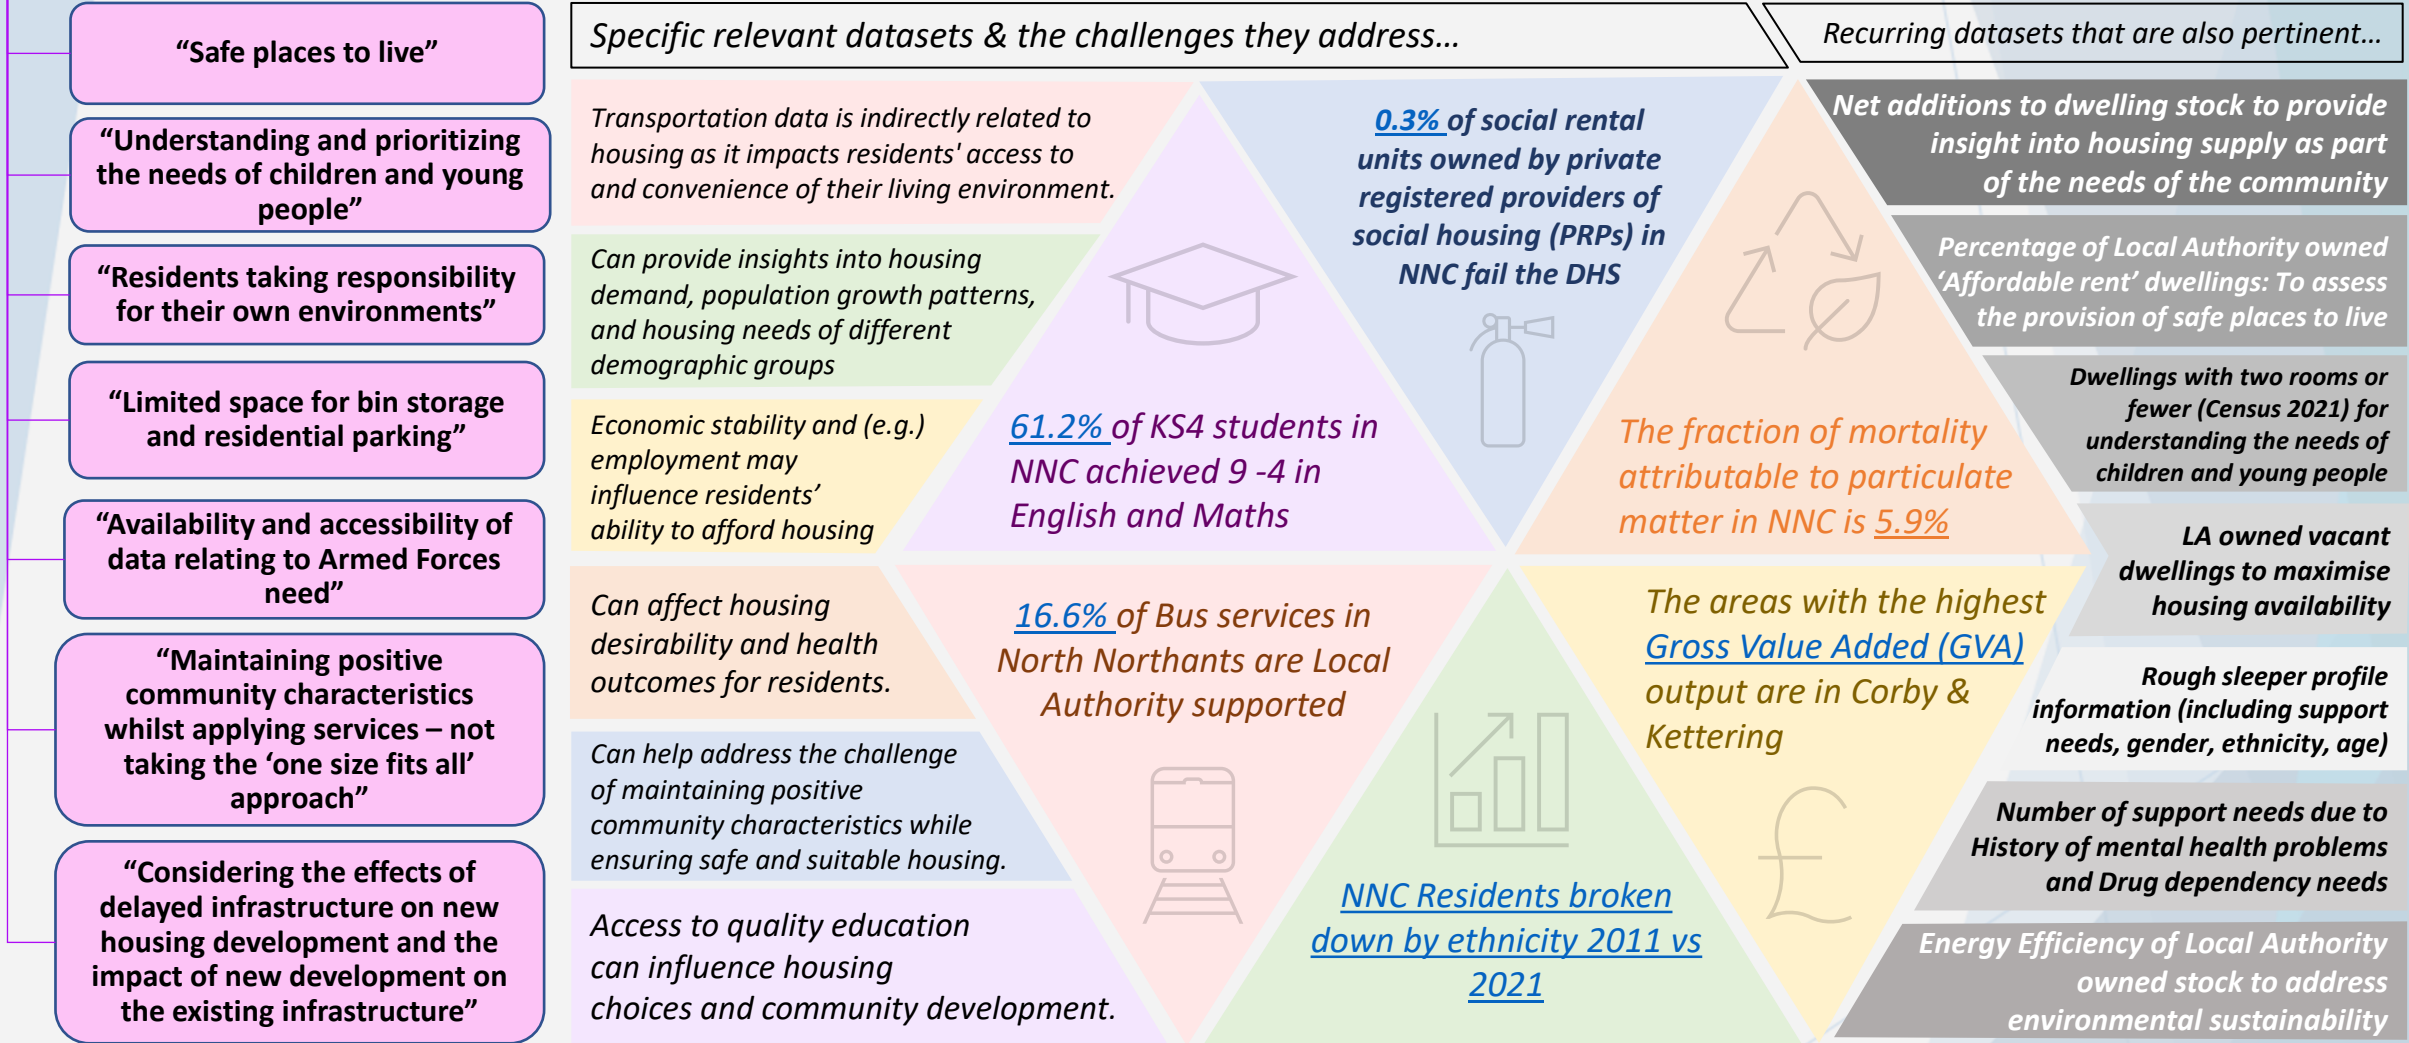 “Safe places to live”
“Understanding and prioritizing
the needs of children and young
people”
“Residents taking responsibility
for their own environments”
“Limited space for bin storage
and residential parking”
“Availability and accessibility of
data relating to Armed Forces
need”
“Maintaining positive
community characteristics
whilst applying services – not
taking the ‘one size fits all’
approach”
“Considering the effects of
delayed infrastructure on new
housing development and the
impact of new development on
the existing infrastructure”
Specific relevant datasets & the challenges they address...
Transportation data is indirectly related to
housing as it impacts residents' access to
and convenience of their living environment.
Can provide insights into housing
demand, population growth patterns,
and housing needs of different
demographic groups
Economic stability and (e.g.)
employment may
influence residents’
ability to afford housing
Can affect housing
desirability and health
outcomes for residents.
Can help address the challenge
of maintaining positive
community characteristics while
ensuring safe and suitable housing.
Access to quality education
can influence housing
choices and community development.
61.2% of KS4 students in
NNC achieved 9 -4 in
English and Maths
0.3% of social rental
units owned by private
registered providers of
social housing (PRPs) in
NNC fail the DHS
The fraction of mortality
attributable to particulate
matter in NNC is 5.9%
16.6% of Bus services in
North Northants are Local
Authority supported
NNC Residents broken
down by ethnicity 2011 vs
2021
The areas with the highest
Gross Value Added (GVA)
output are in Corby &
Kettering
£
Recurring datasets that are also pertinent...
Net additions to dwelling stock to provide
insight into housing supply as part
of the needs of the community
Percentage of Local Authority owned
‘Affordable rent’ dwellings: To assess
the provision of safe places to live
Dwellings with two rooms or
fewer (Census 2021) for
understanding the needs of
children and young people
LA owned vacant
dwellings to maximise
housing availability
Rough sleeper profile
information (including support
needs, gender, ethnicity, age)
Number of support needs due to
History of mental health problems
and Drug dependency needs
Energy Efficiency of Local Authority
owned stock to address
environmental sustainability